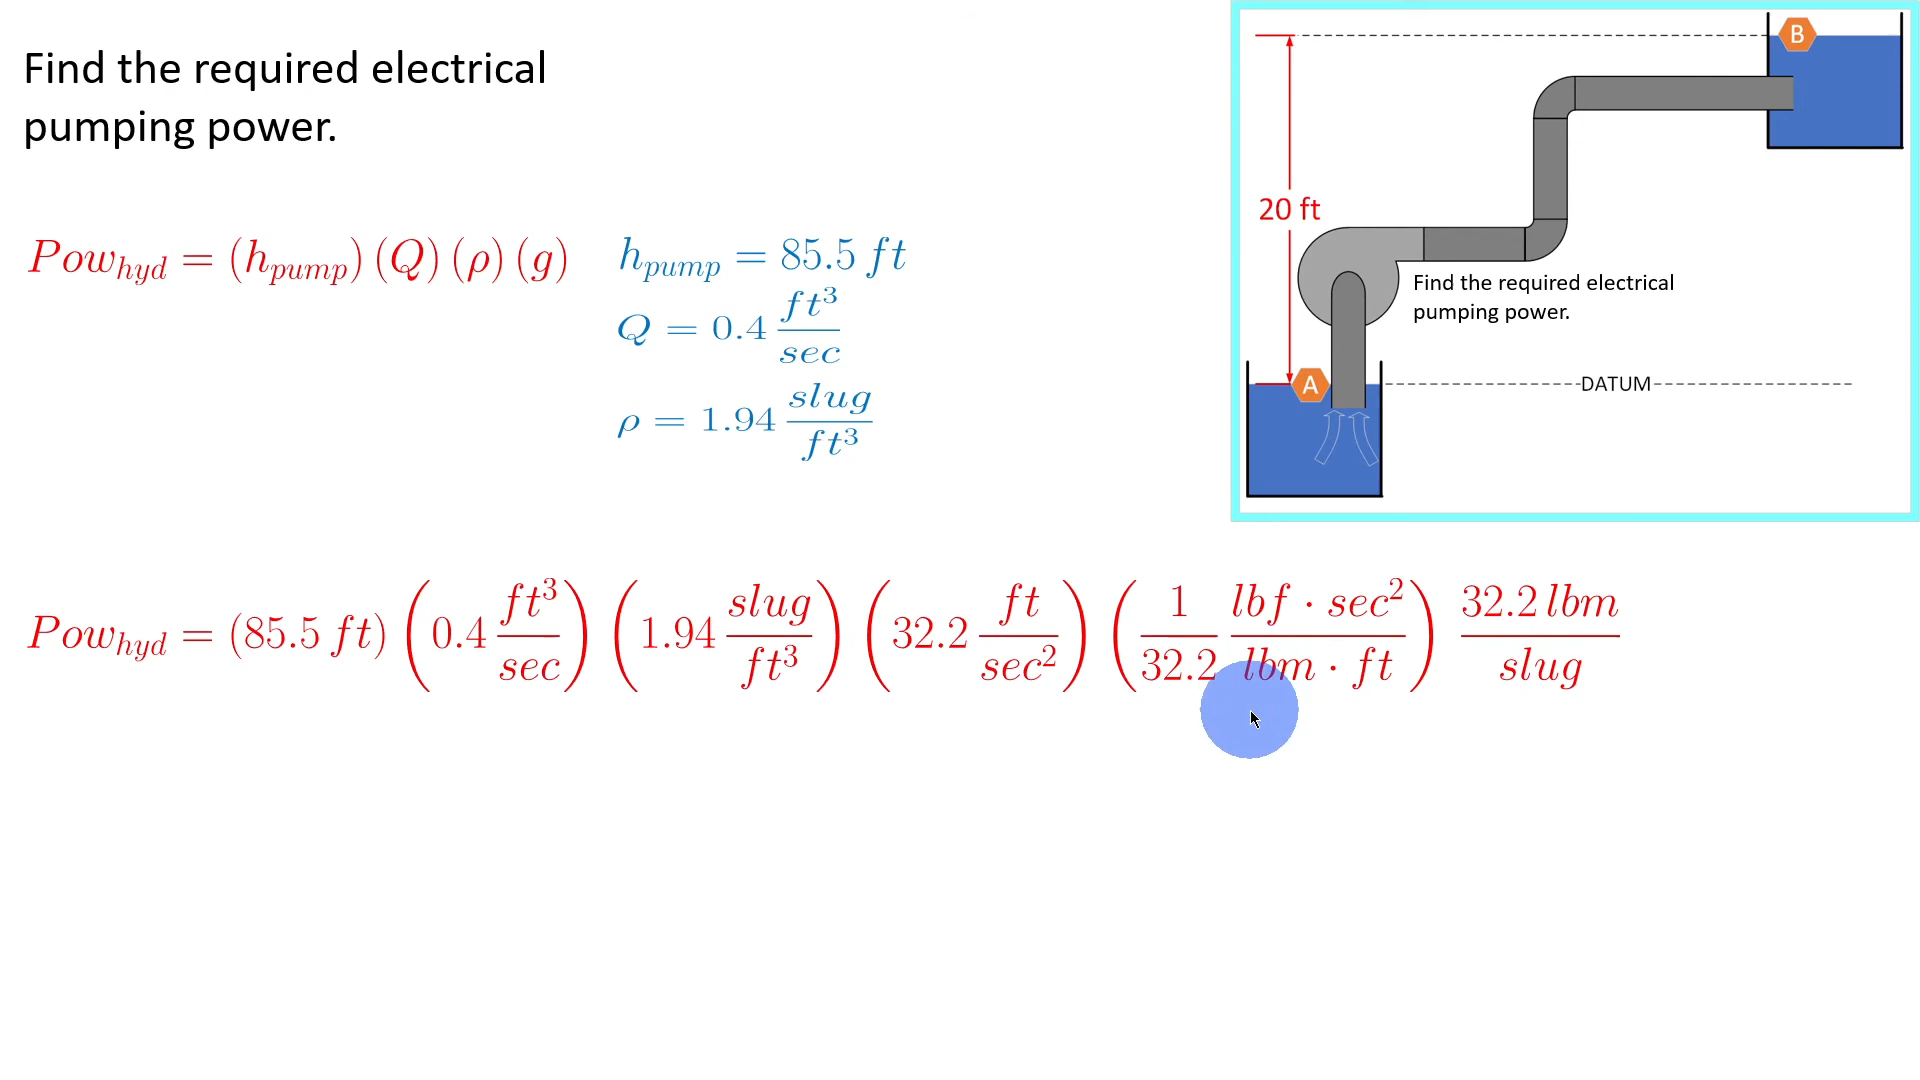 Find the required electrical
pumping power.
Pow_hyd = (h_pump) (Q) (ρ) (g)
h_pump = 85.5 ft
Q = 0.4 ft³/sec
ρ = 1.94 slug/ft³
B
20 ft
Find the required electrical
pumping power.
A
DATUM
Pow_hyd = (85.5 ft) (0.4 ft³/sec) (1.94 slug/ft³) (32.2 ft/sec²) (1/32.2 lbf · sec²/lbm · ft) 32.2 lbm/slug